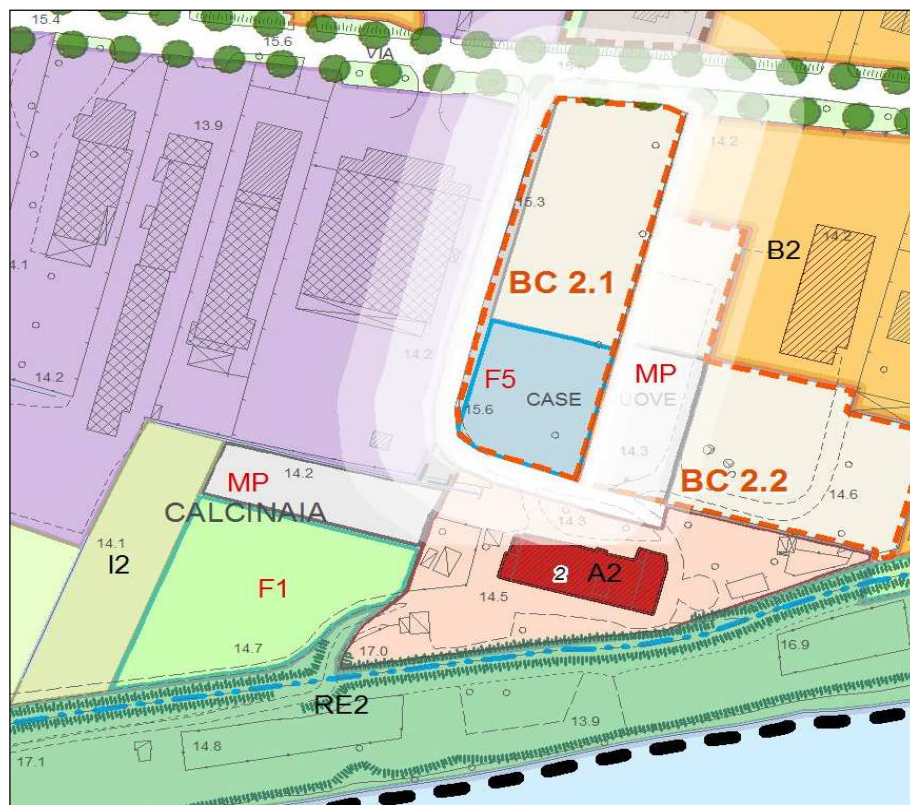 15.4
15.6
VIA
13.9
14.2
15.3
14.2
B2
BC 2.1
4.1
14.2
F5
MP
15.6
CASE
UOVE
14.2
14.3
BC 2.2
MP
14.2
14.6
CALCINAIA
14.3
14.1
I2
2
A2
F1
14.5
14.7
17.0
16.9
RE2
13.9
14.8
17.1